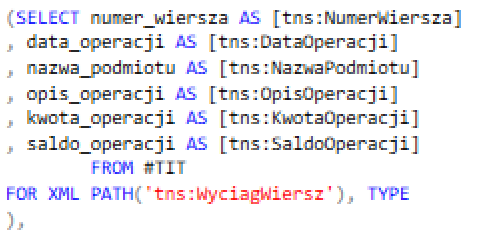 (SELECT numer_wiersza AS [tns:NumerWiersza]
, data_operacji AS [tns:DataOperacji]
, nazwa_podmiotu AS [tns:NazwaPodmiotu]
, opis_operacji AS [tns:OpisOperacji]
, kwota_operacji AS [tns:KwotaOperacji]
, saldo_operacji AS [tns:SaldoOperacji]
FROM #TIT
FOR XML PATH('tns:WyciagWiersz'), TYPE
),